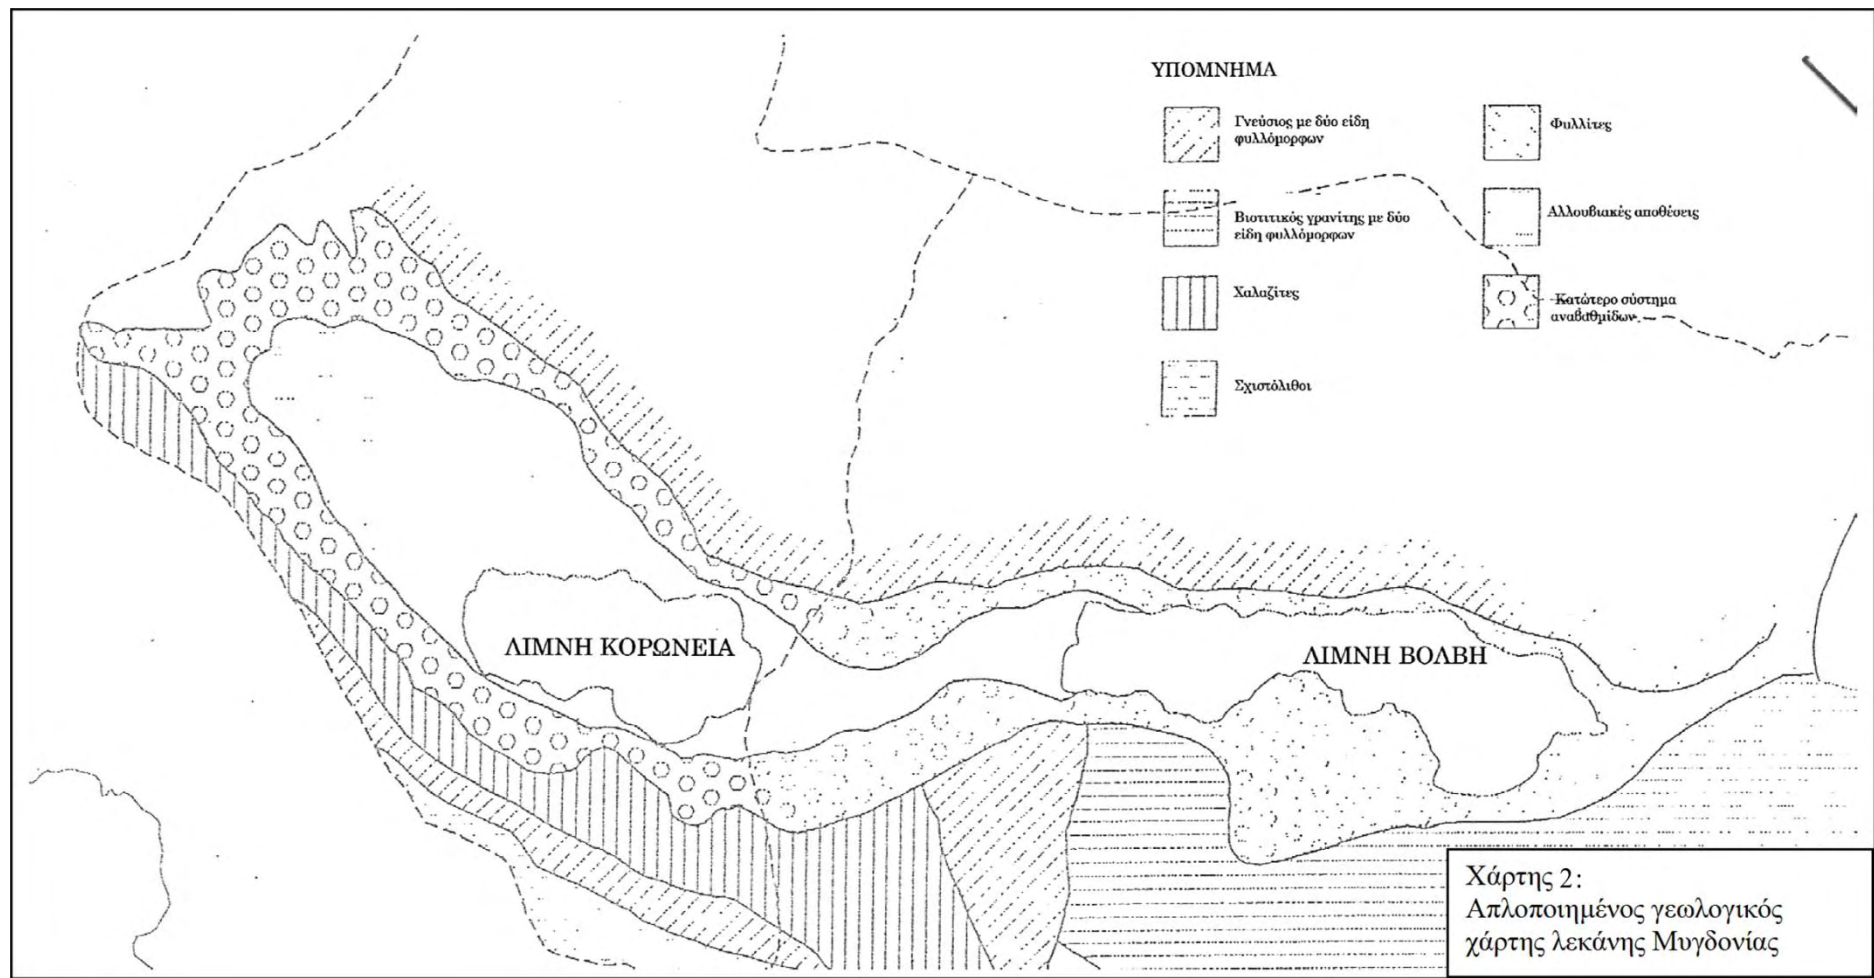 ΥΠΟΜΝΗΜΑ
Γνεύσιος με δύο είδη
φυλλόμορφων
Βιοτιτικός γρανίτης με δύο
είδη φυλλόμορφων
Χαλαζίτες
Σχιστόλιθοι
Φυλλίτες
Αλλουβιακές αποθέσεις
Κατώτερο σύστημα
αναβαθμίδων
ΛΙΜΝΗ ΚΟΡΩΝΕΙΑ
ΛΙΜΝΗ ΒΟΛΒΗ
Χάρτης 2:
Απλοποιημένος γεωλογικός
χάρτης λεκάνης Μυγδονίας